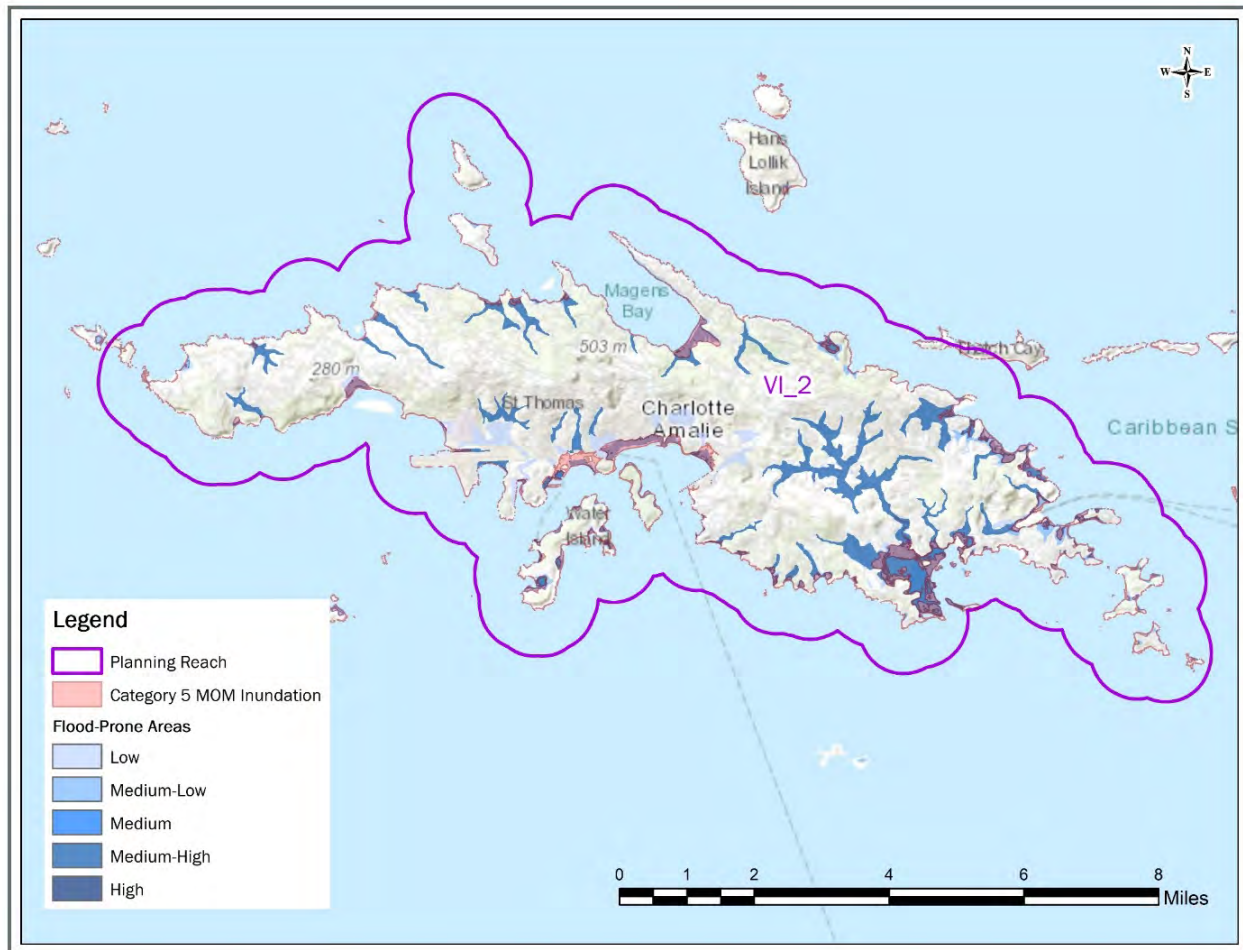 N
W E
S
Hans
Lollik
Island
Magens
Bay
503 m
280 m
VI_2
St Thomas
Charlotte
Amalie
Caribbean S
Water
Island
Legend
Planning Reach
Category 5 MOM Inundation
Flood-Prone Areas
Low
Medium-Low
Medium
Medium-High
High
0 1 2 4 6 8
Miles